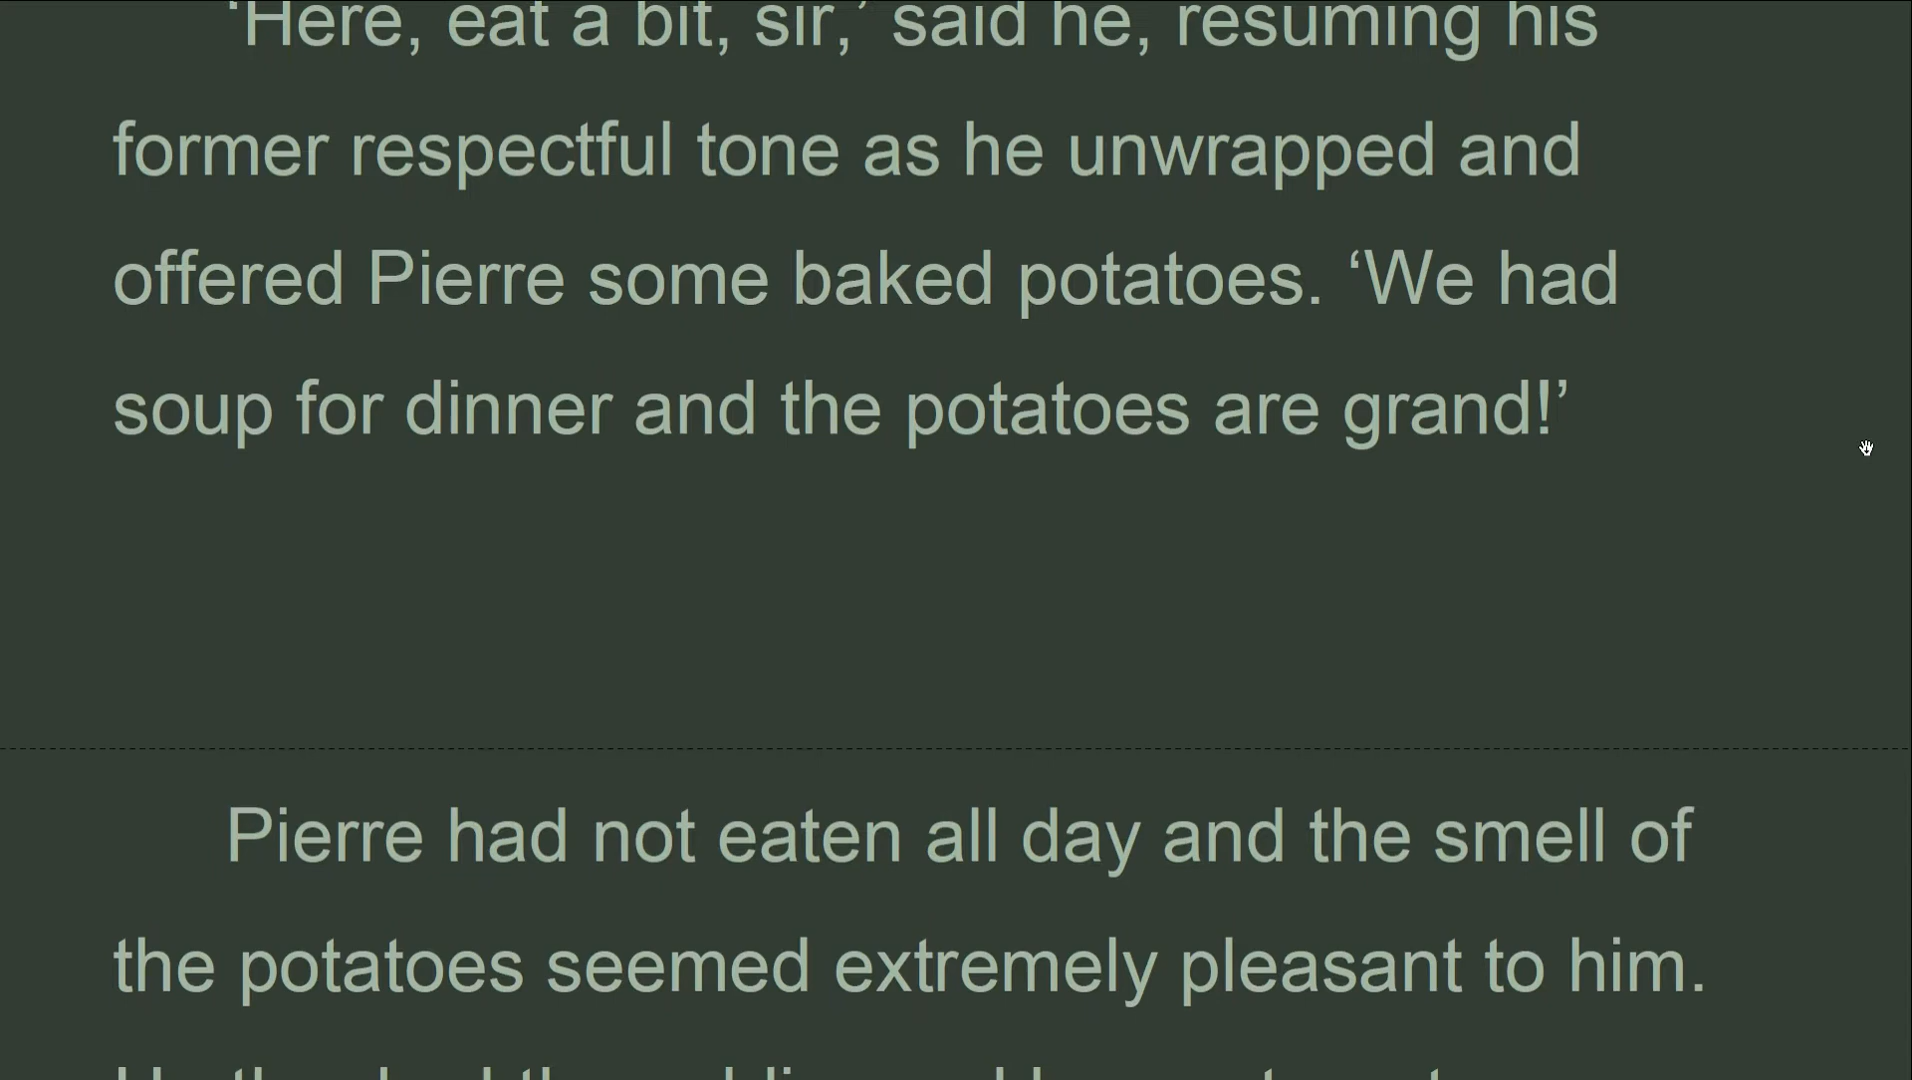 ‘Here, eat a bit, sir,’ said he, resuming his
former respectful tone as he unwrapped and
offered Pierre some baked potatoes. ‘We had
soup for dinner and the potatoes are grand!’
Pierre had not eaten all day and the smell of
the potatoes seemed extremely pleasant to him.